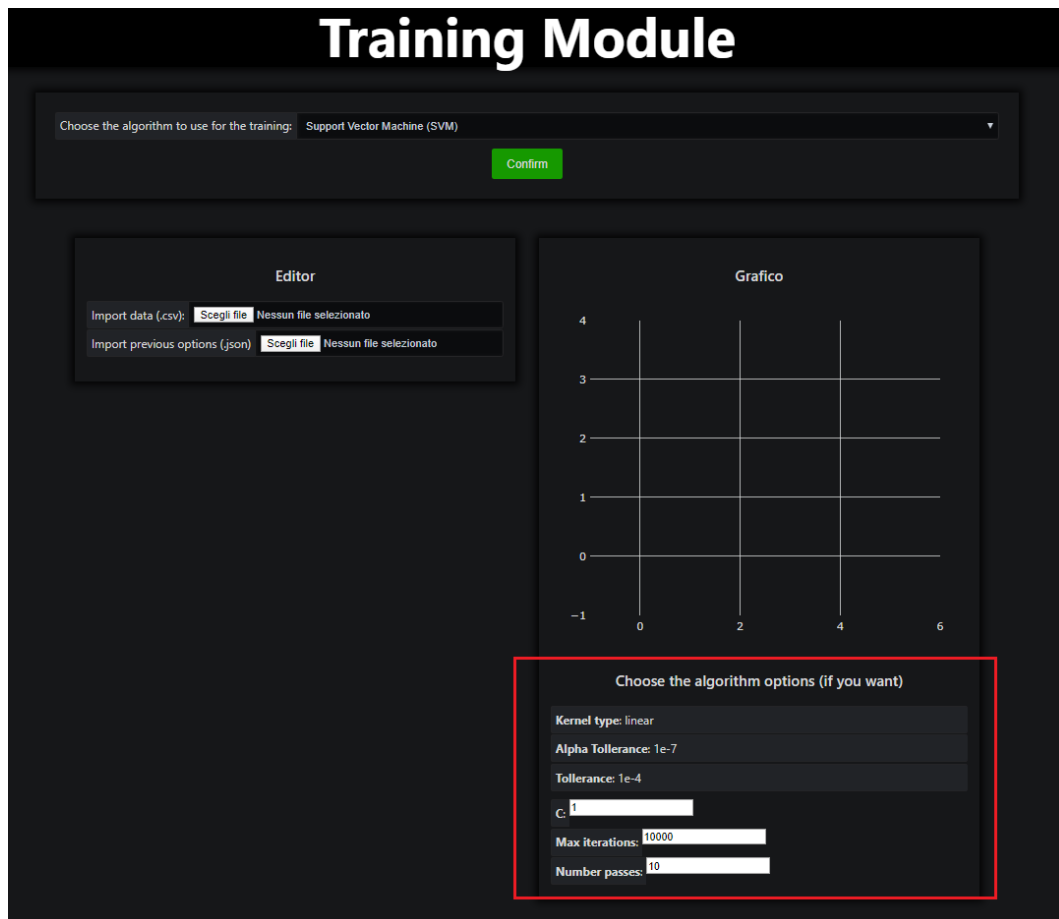 Training Module
Choose the algorithm to use for the training: Support Vector Machine (SVM)
Confirm
Editor
Import data (.csv): Scegli file Nessun file selezionato
Import previous options (.json) Scegli file Nessun file selezionato
Grafico
4
3
2
1
0
−1
0 2 4 6
Choose the algorithm options (if you want)
Kernel type: linear
Alpha Tollerance: 1e-7
Tollerance: 1e-4
C: 1
Max iterations: 10000
Number passes: 10